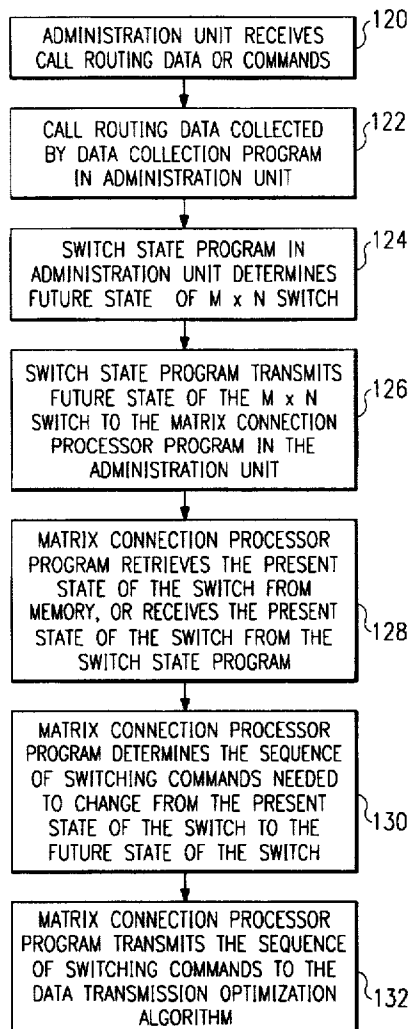 ADMINISTRATION UNIT RECEIVES
CALL ROUTING DATA OR COMMANDS
120
CALL ROUTING DATA COLLECTED
BY DATA COLLECTION PROGRAM
IN ADMINISTRATION UNIT
122
SWITCH STATE PROGRAM IN
ADMINISTRATION UNIT DETERMINES
FUTURE STATE OF M x N SWITCH
124
SWITCH STATE PROGRAM TRANSMITS
FUTURE STATE OF THE M x N
SWITCH TO THE MATRIX CONNECTION
PROCESSOR PROGRAM IN THE
ADMINISTRATION UNIT
126
MATRIX CONNECTION PROCESSOR
PROGRAM RETRIEVES THE PRESENT
STATE OF THE SWITCH FROM
MEMORY, OR RECEIVES THE PRESENT
STATE OF THE SWITCH FROM THE
SWITCH STATE PROGRAM
128
MATRIX CONNECTION PROCESSOR
PROGRAM DETERMINES THE SEQUENCE
OF SWITCHING COMMANDS NEEDED
TO CHANGE FROM THE PRESENT
STATE OF THE SWITCH TO THE
FUTURE STATE OF THE SWITCH
130
MATRIX CONNECTION PROCESSOR
PROGRAM TRANSMITS THE SEQUENCE
OF SWITCHING COMMANDS TO THE
DATA TRANSMISSION OPTIMIZATION
ALGORITHM
132